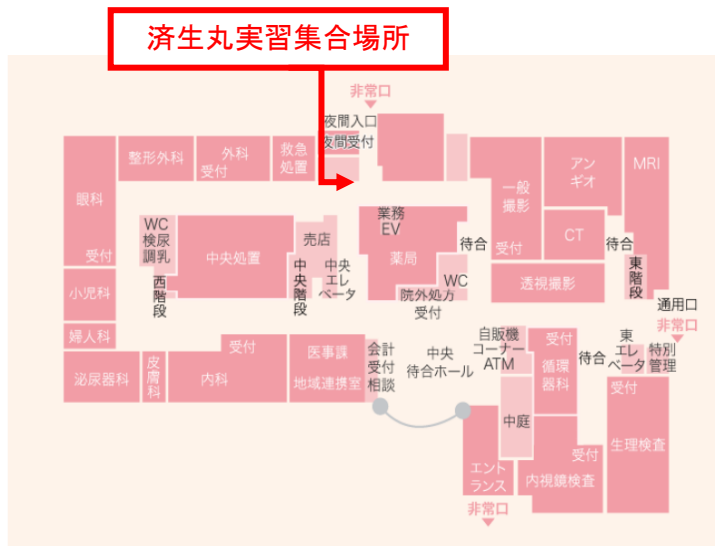 済生丸実習集合場所
非常口
夜間入口
夜間受付
整形外科
外科
受付
救急
処置
一般
撮影
受付
アン
ギオ
MRI
眼科
受付
WC
検尿
調乳
中央処置
売店
業務
EV
薬局
待合
CT
待合
西階段
中央階段
中央
エレ
ベータ
WC
院外処方
受付
透視撮影
東階段
小児科
通用口
非常口
婦人科
泌尿器科
皮膚科
受付
内科
医事課
地域連携室
会計
受付
相談
中央
待合ホール
自販機
コーナー
ATM
受付
循環
器科
待合
東
エレ
ベータ
特別
管理
受付
中庭
生理検査
エント
ランス
受付
内視鏡検査
非常口